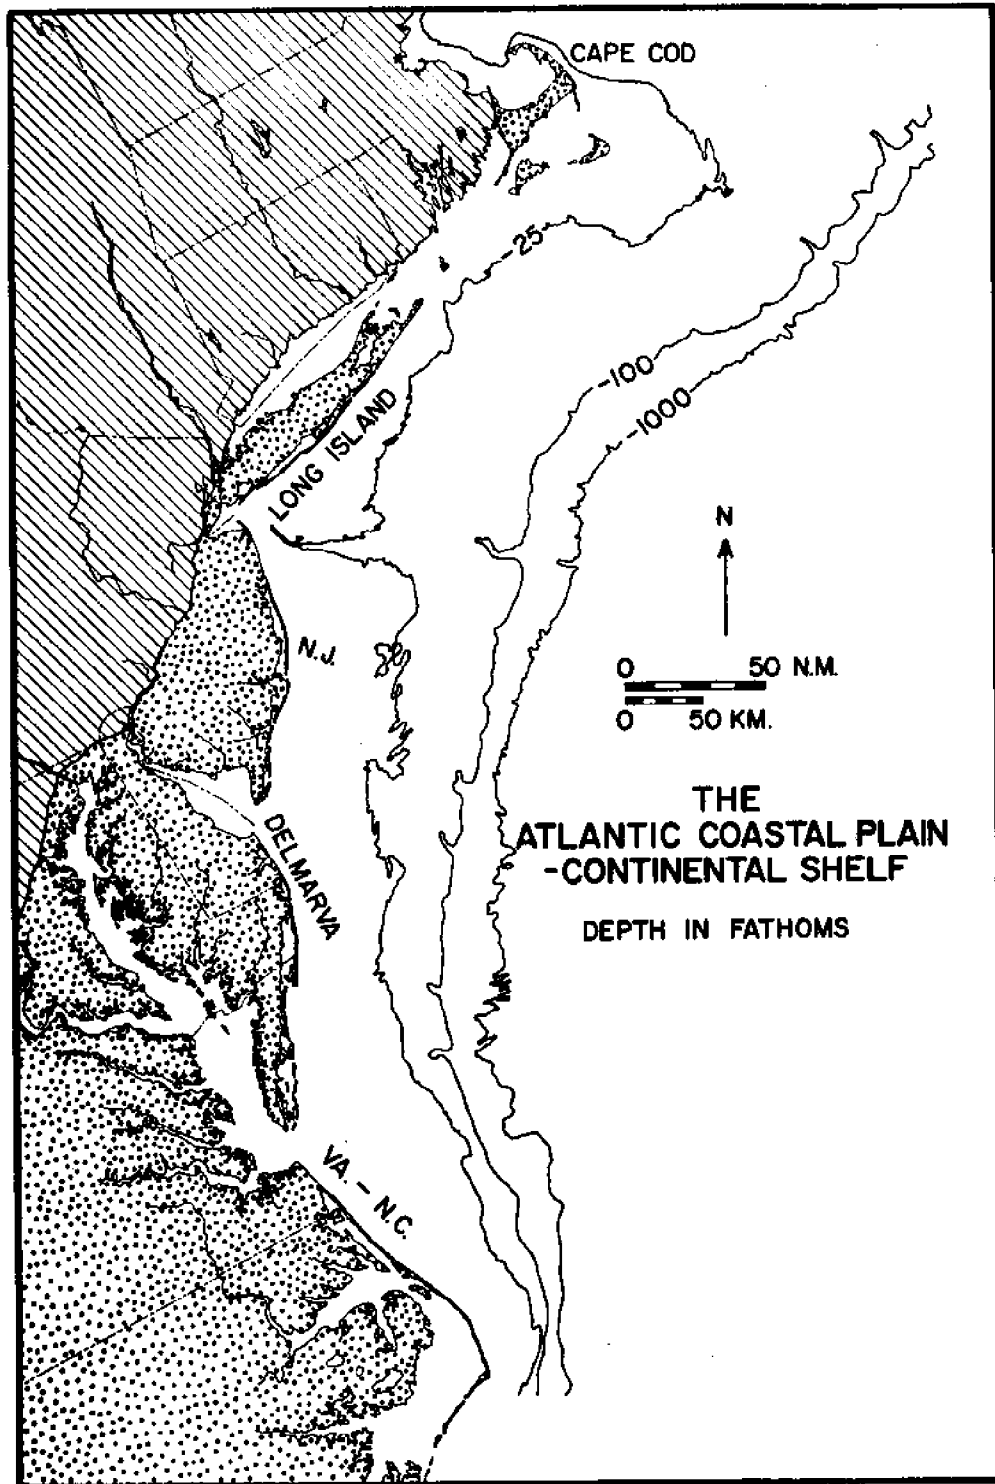 CAPE COD
-25-
-100
-1000
LONG ISLAND
N
N.J.
0 50 N.M.
0 50 KM.
THE
ATLANTIC COASTAL PLAIN
-CONTINENTAL SHELF
DEPTH IN FATHOMS
DELMARVA
VA. - N.C.